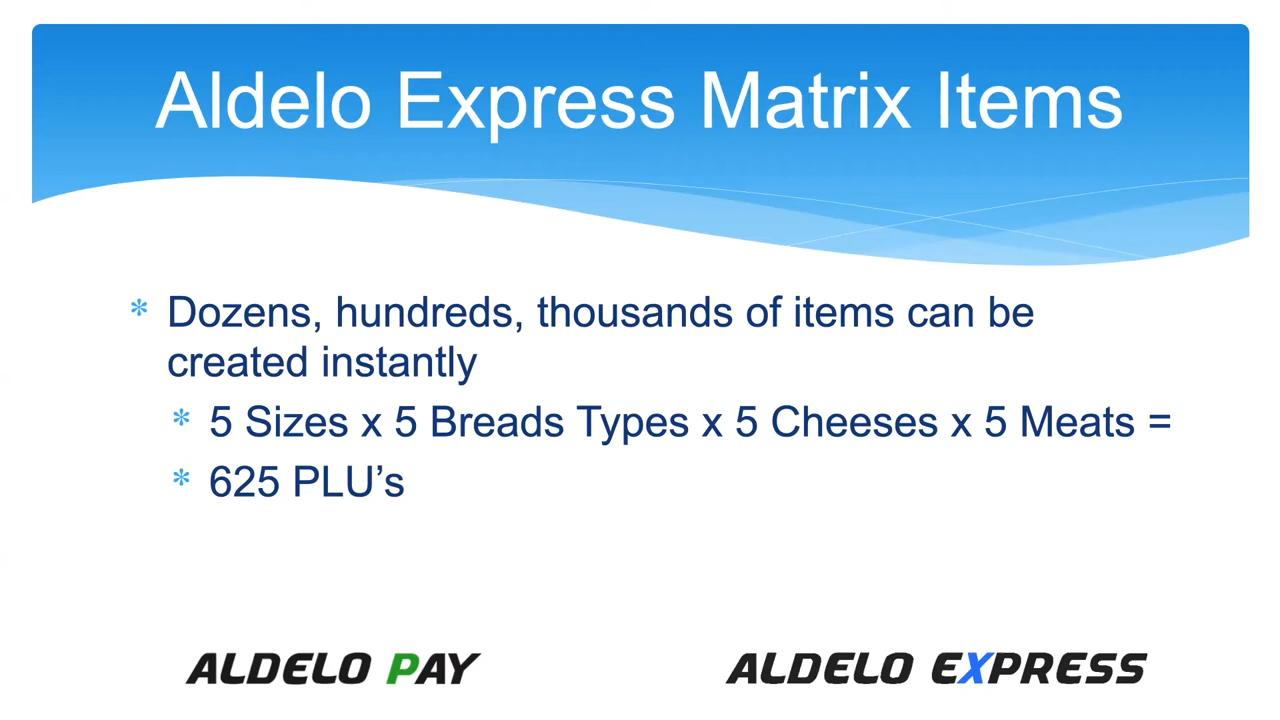 Aldelo Express Matrix Items
* Dozens, hundreds, thousands of items can be
created instantly
* 5 Sizes x 5 Breads Types x 5 Cheeses x 5 Meats =
* 625 PLU’s
ALDELO PAY
ALDELO EXPRESS